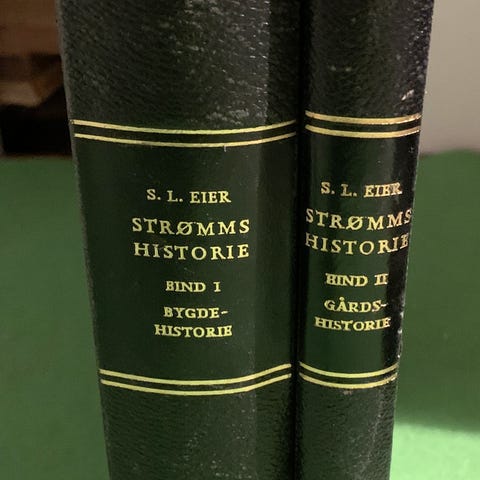 S. L. EIER
STRØMMS
HISTORIE
BIND I
BYGDE-
HISTORIE
S. L. EIER
STRØMMS
HISTORIE
BIND II
GÅRDS-
HISTORIE